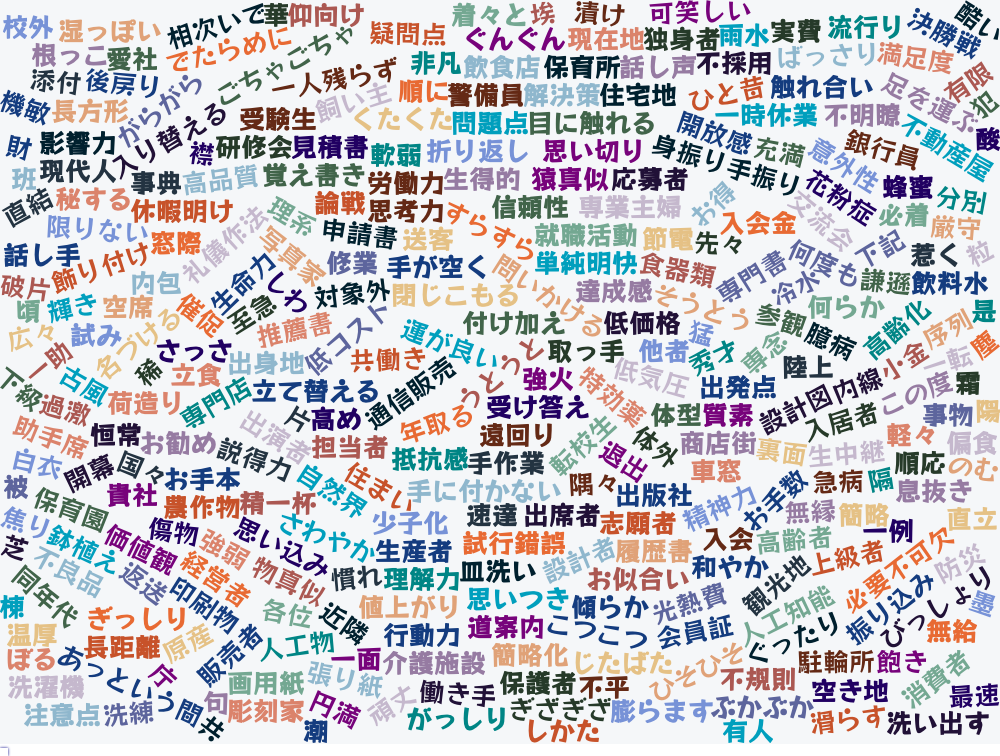 校外 湿っぽい 相次いで 華 仰向け 着々と 埃 漬け 可笑しい 酷い
根っこ 愛社 でたらめに ごちゃごちゃ 疑問点 ぐんぐん 現在地 独身者 雨水 実費 流行り 決勝戦
添付 後戻り がらがら 一人残らず 非凡 飲食店 保育所 話し声 不採用 ばっさり 満足度 有限
機敏 長方形 飼い主 順に 警備員 解決策 住宅地 ひと昔 触れ合い 足を運ぶ 犯
財 影響力 入り替える 受験生 くたくた 問題点 目に触れる 開放感 一時休業 不明瞭 不動産屋 酸
班 現代人 襟 研修会 見積書 軟弱 折り返し 思い切り 身振り手振り 充満 意外性 銀行員
直結 秘する 事典 高品質 覚え書き 労働力 生得的 猿真似 応募者 花粉症 蜂蜜 分別
限りない 休暇明け 礼儀作法 理系 論戦 思考力 すらすら 信頼性 専業主婦 お得 入会金 交流会 必着 厳守
話し手 飾り付け 窓際 写真家 申請書 送客 就職活動 節電 先々 専門書 何度も 下記 惹く 粒
破片 内包 生命力 しわ 修業 手が空く 問いかける 単純明快 食器類 冷水 謙遜 飲料水
頃 輝き 空席 催促 至急 対象外 閉じこもる 達成感 そうとう 参観 何らか 高齢化 序列 是
広々 試み 名づける 推薦書 低コスト 運が良い 付け加え 低価格 猛 専念 臆病 小金 塵
一助 稀 さっさ 出身地 共働き うとうと 取っ手 他者 秀才 陸上 設計図 内線 一転
下級 古風 立食 専門店 立て替える 通信販売 強火 特効薬 低気圧 出発点 この度 霜
過激 荷造り 出演者 片 高め 年取る 受け答え 体型 質素 入居者 事物 陽
助手席 恒常 お勧め 説得力 担当者 抵抗感 遠回り 手作業 転校生 体外 商店街 裏面 生中継 軽々 偏食
白衣 開幕 国々 お手本 自然界 住まい 手に付かない 退出 隅々 車窓 お手数 急病 隔 順応 のむ
被 保育園 貴社 農作物 精一杯 さわやか 少子化 速達 出席者 出版社 志願者 精神力 無縁 簡略 息抜き 直立
焦り 鉢植え 価値観 傷物 強弱 思い込み 生産者 試行錯誤 設計者 履歴書 入会 高齢者 一例
芝 不良品 返送 経営者 物真似 慣れ 理解力 皿洗い お似合い 和やか 観光地 上級者 必要不可欠 防災
同年代 印刷物 各位 近隣 値上がり 思いつき 傾らか 光熱費 人工知能 振り込み びっしょり 墨
棟 ぎっしり 販売者 人工物 行動力 道案内 こつこつ 会員証 ぐったり 無給
温厚 長距離 原産 一面 介護施設 簡略化 じたばた ひそひそ 不規則 駐輪所 飽き
ぼる あっという間 庁 画用紙 張り紙 働き手 保護者 不平 空き地 消費者 最速
洗濯機 句 彫刻家 円満 頑丈 がっしり ぎざぎざ 膨らます ぷかぷか 滑らす 洗い出す
注意点 洗練 共 潮 しかた 有人